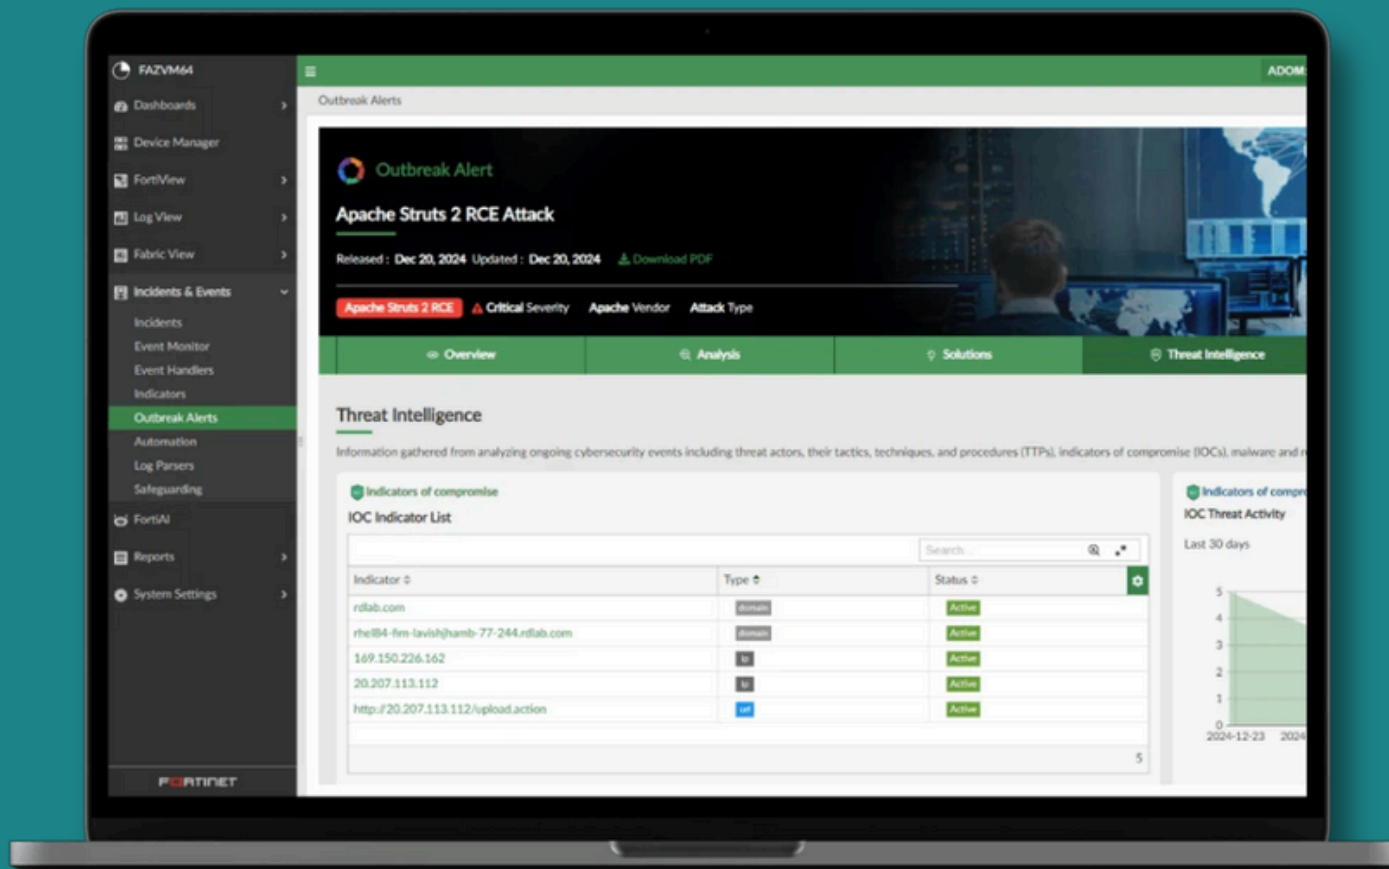 FAZVM64
Dashboards
Device Manager
FortiView
Log View
Fabric View
Incidents & Events
Incidents
Event Monitor
Event Handlers
Indicators
Outbreak Alerts
Automation
Log Parsers
Safeguarding
FortiAI
Reports
System Settings
FORTINET
ADOM:
Outbreak Alerts
Outbreak Alert
Apache Struts 2 RCE Attack
Released : Dec 20, 2024 Updated : Dec 20, 2024 Download PDF
Apache Struts 2 RCE Critical Severity Apache Vendor Attack Type
Overview Analysis Solutions Threat Intelligence
Threat Intelligence
Information gathered from analyzing ongoing cybersecurity events including threat actors, their tactics, techniques, and procedures (TTPs), indicators of compromise (IOCs), malware and
Indicators of compromise
IOC Indicator List
Search...
Indicator Type Status
rdlab.com domain Active
rhel84-fim-lavishjhamb-77-244.rdlab.com domain Active
169.150.226.162 ip Active
20.207.113.112 ip Active
http://20.207.113.112/upload.action url Active
5
Indicators of compr
IOC Threat Activity
Last 30 days
5
4
3
2
1
0
2024-12-23 2024